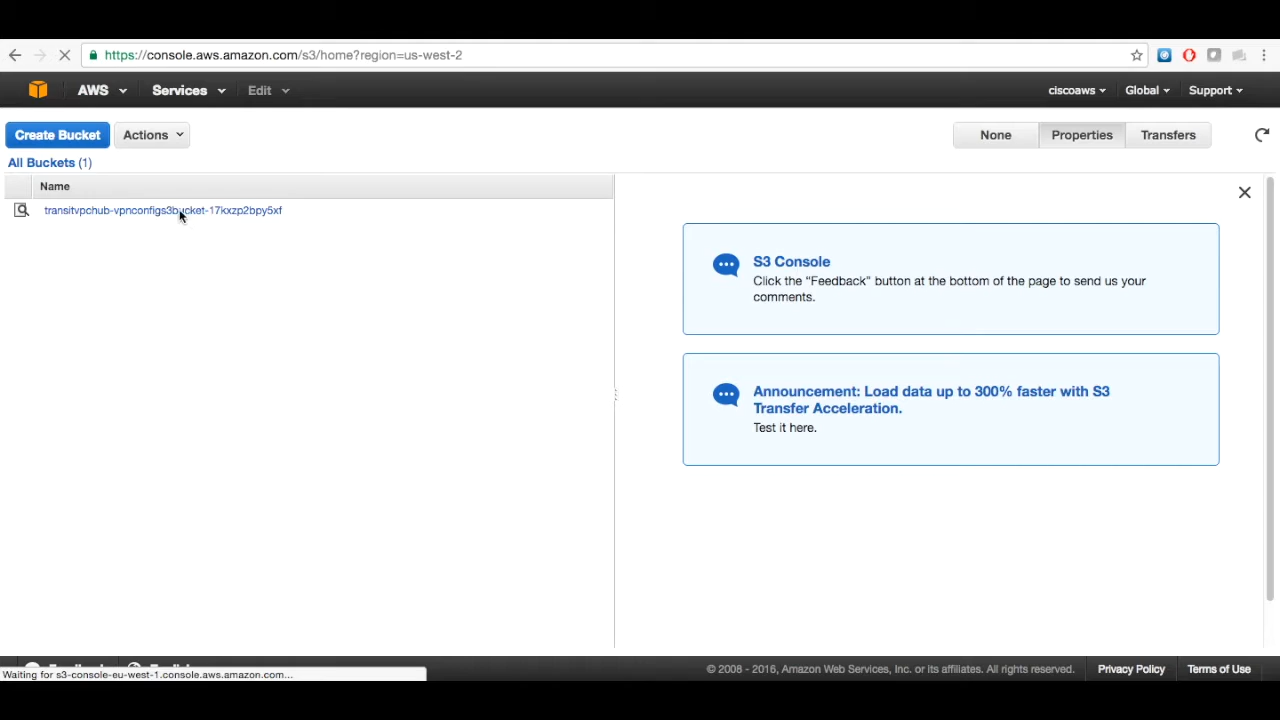 https://console.aws.amazon.com/s3/home?region=us-west-2
AWS Services Edit ciscoaws Global Support
Create Bucket Actions None Properties Transfers
All Buckets (1)
Name
transitvpchub-vpnconfigs3bucket-17kxzp2bpy5xf
S3 Console
Click the "Feedback" button at the bottom of the page to send us your
comments.
Announcement: Load data up to 300% faster with S3
Transfer Acceleration.
Test it here.
© 2008 - 2016, Amazon Web Services, Inc. or its affiliates. All rights reserved. Privacy Policy Terms of Use
Waiting for s3-console-eu-west-1.console.aws.amazon.com...